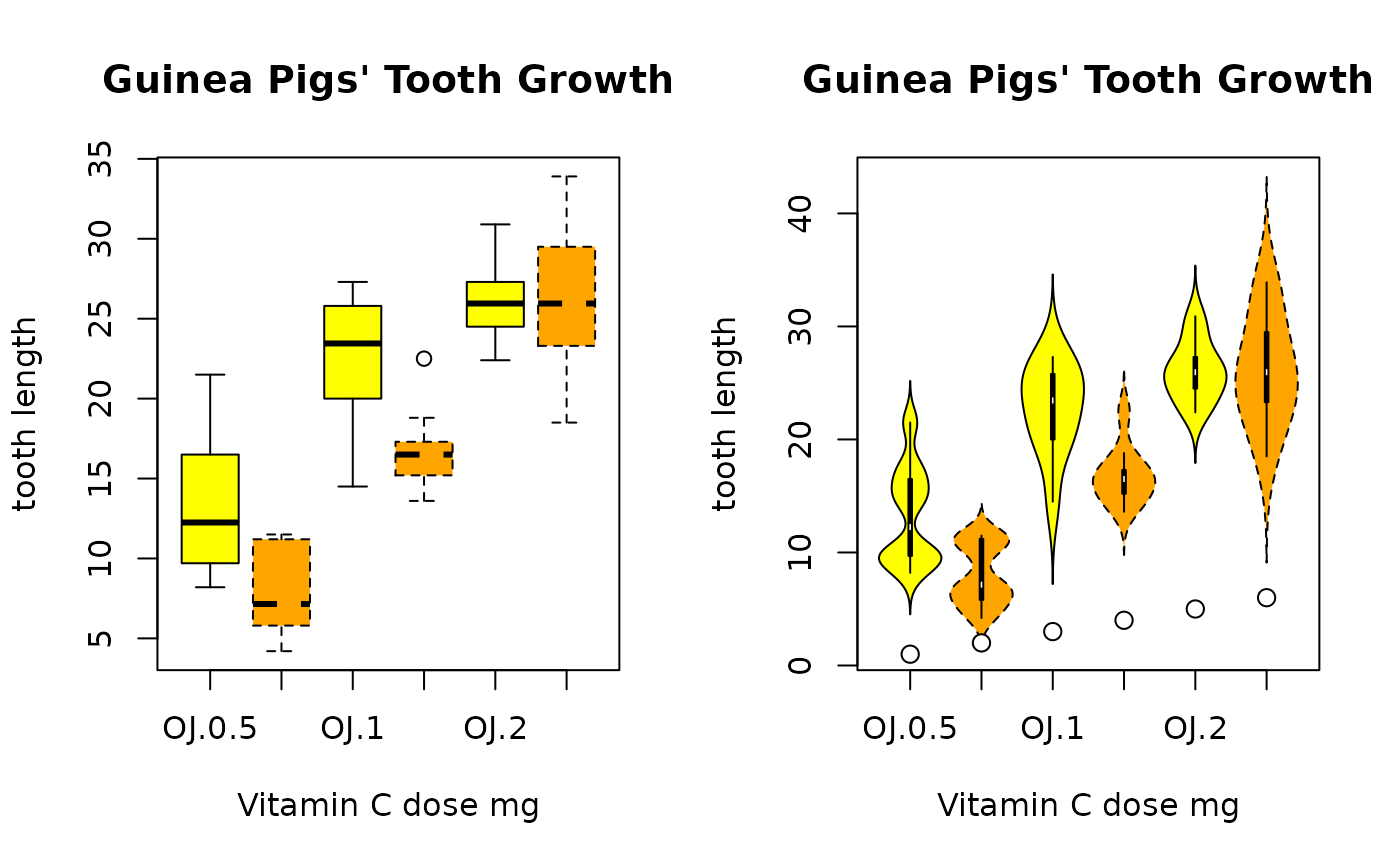 Guinea Pigs' Tooth Growth
tooth length
35
30
25
20
15
10
5
OJ.0.5 OJ.1 OJ.2
Vitamin C dose mg
Guinea Pigs' Tooth Growth
tooth length
40
30
20
10
0
OJ.0.5 OJ.1 OJ.2
Vitamin C dose mg